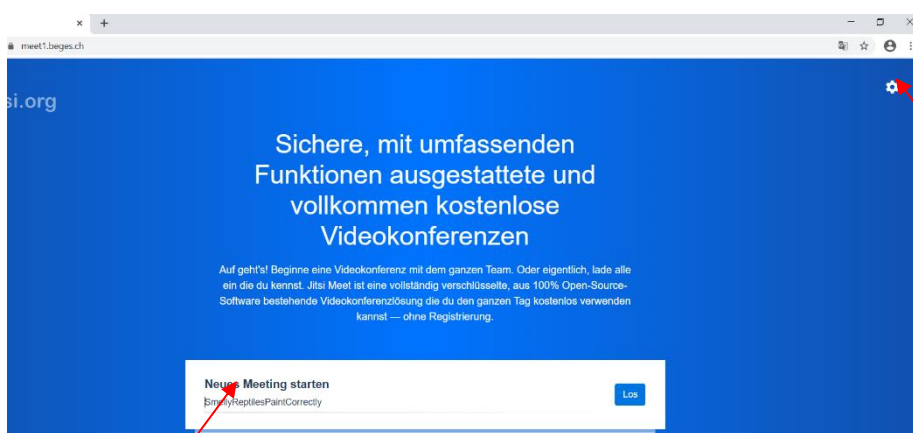 meet1.beges.ch
si.org
Sichere, mit umfassenden
Funktionen ausgestattete und
vollkommen kostenlose
Videokonferenzen
Auf geht's! Beginne eine Videokonferenz mit dem ganzen Team. Oder eigentlich, lade alle
ein die du kennst. Jitsi Meet ist eine vollständig verschlüsselte, aus 100% Open-Source-
Software bestehende Videokonferenzlösung die du den ganzen Tag kostenlos verwenden
kannst — ohne Registrierung.
Neues Meeting starten
SmellyReptilesPaintCorrectly
Los